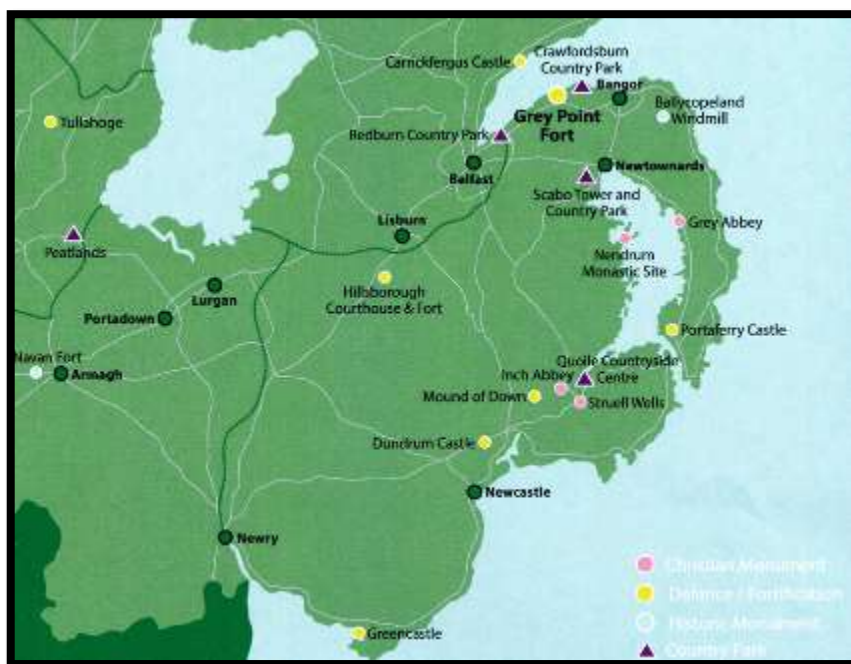 Carrickfergus Castle
Crawfordsburn
Country Park
Bangor
Grey Point
Fort
Ballycopeland
Windmill
Tullahoge
Redburn Country Park
Belfast
Newtownards
Scabo Tower and
Country Park
Lisburn
Grey Abbey
Nendrum
Monastic Site
Peatlands
Hillsborough
Courthouse & Fort
Lurgan
Portadown
Portaferry Castle
Navan Fort
Armagh
Quoile Countryside
Centre
Inch Abbey
Mound of Down
Struell Wells
Dundrum Castle
Newcastle
Newry
Greencastle
Christian Monument
Defence / Fortification
Historic Monument
Country Park